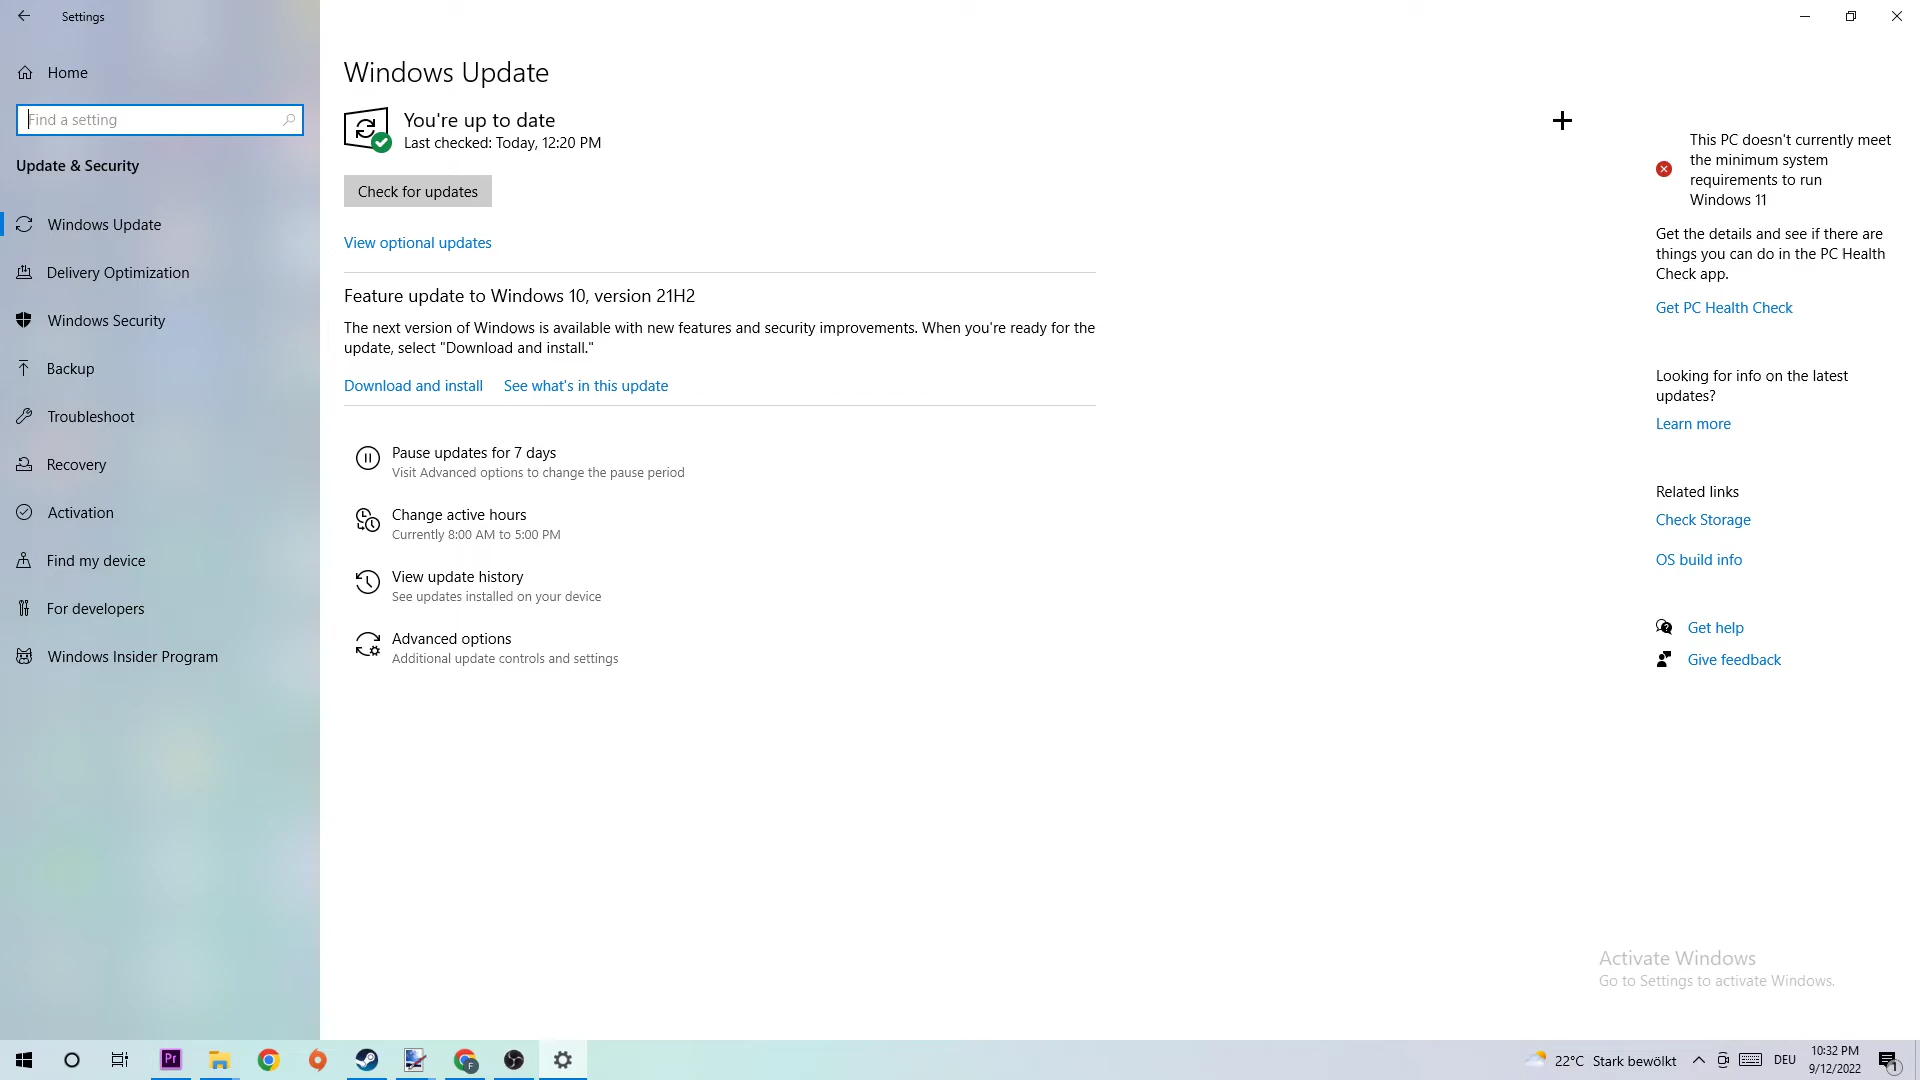 Settings
Home
Find a setting
Update & Security
Windows Update
Delivery Optimization
Windows Security
Backup
Troubleshoot
Recovery
Activation
Find my device
For developers
Windows Insider Program
Windows Update
You're up to date
Last checked: Today, 12:20 PM
Check for updates
View optional updates
Feature update to Windows 10, version 21H2
The next version of Windows is available with new features and security improvements. When you're ready for the
update, select "Download and install."
Download and install See what's in this update
Pause updates for 7 days
Visit Advanced options to change the pause period
Change active hours
Currently 8:00 AM to 5:00 PM
View update history
See updates installed on your device
Advanced options
Additional update controls and settings
This PC doesn't currently meet
the minimum system
requirements to run
Windows 11
Get the details and see if there are
things you can do in the PC Health
Check app.
Get PC Health Check
Looking for info on the latest
updates?
Learn more
Related links
Check Storage
OS build info
Get help
Give feedback
Activate Windows
Go to Settings to activate Windows.
Pr
F
22°C Stark bewölkt
DEU
10:32 PM
9/12/2022
1